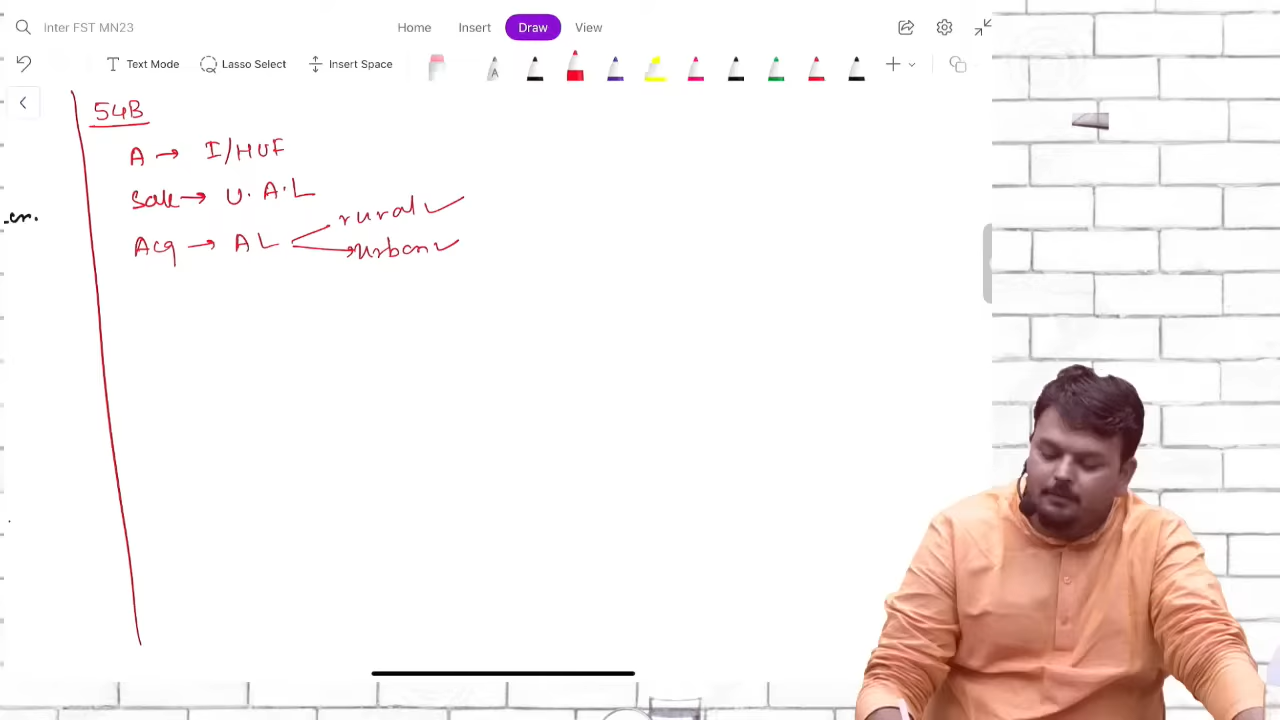 Inter FST MN23
Home Insert Draw View
Text Mode Lasso Select Insert Space
54B
A → I/HUF
Sale → U.A.L
en.
rural ✓
Acq → AL
urban ✓